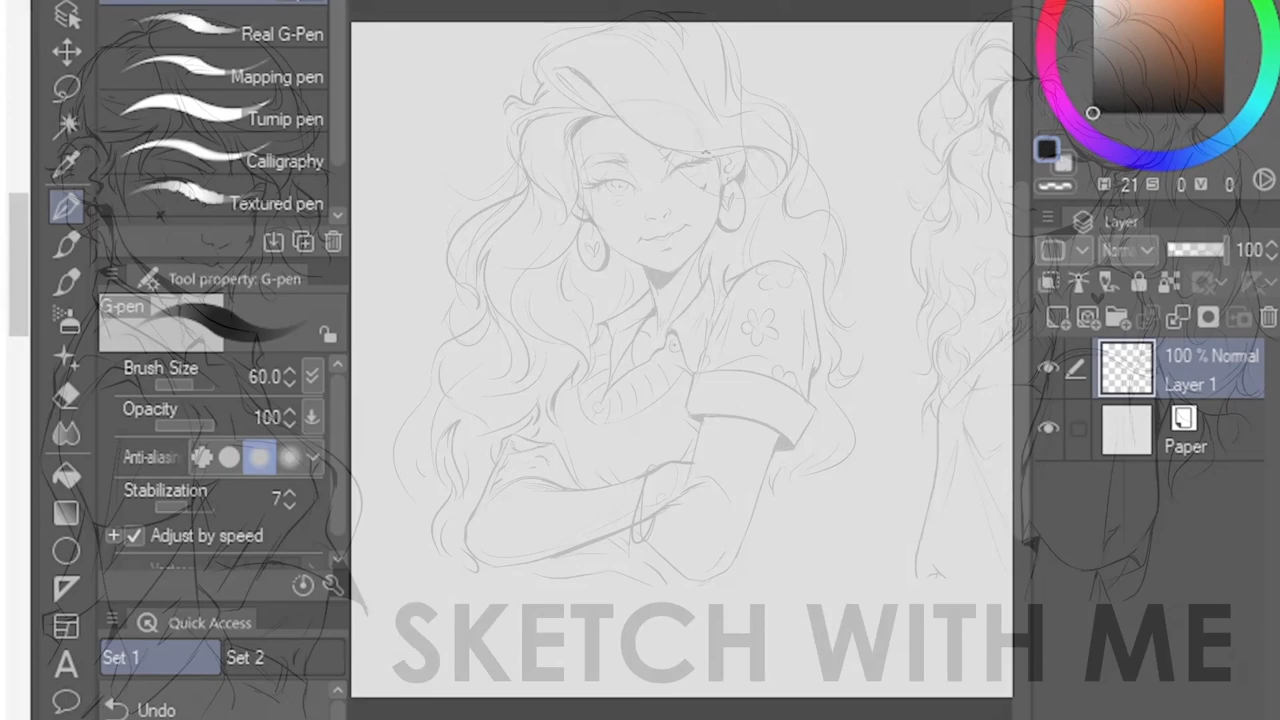 Real G-Pen
Mapping pen
Turnip pen
Calligraphy
Textured pen
Tool property: G-pen
G-pen
Brush Size 60.0
Opacity 100
Anti-aliasin
Stabilization 7
Adjust by speed
Quick Access
Set 1 Set 2
Undo
H 21 S 0 V 0
Layer
Norm 100
100 % Normal
Layer 1
Paper
SKETCH WITH ME